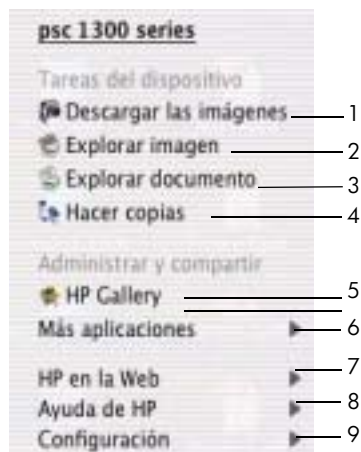 psc 1300 series
Tareas del dispositivo
Descargar las imágenes 1
Explorar imagen 2
Explorar documento 3
Hacer copias 4
Administrar y compartir
HP Gallery 5
Más aplicaciones 6
HP en la Web 7
Ayuda de HP 8
Configuración 9